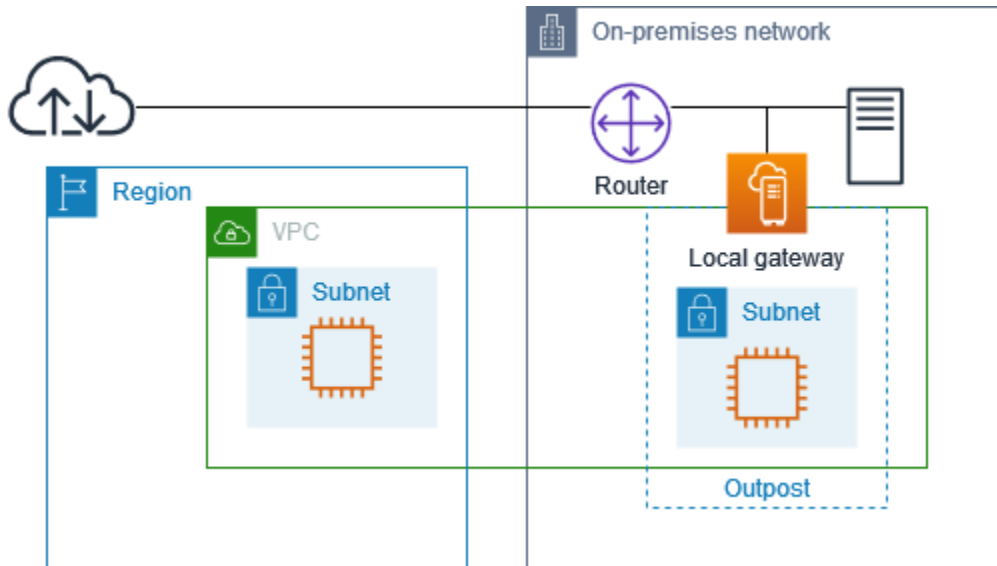 On-premises network
Router
Region
VPC
Local gateway
Subnet
Subnet
Outpost